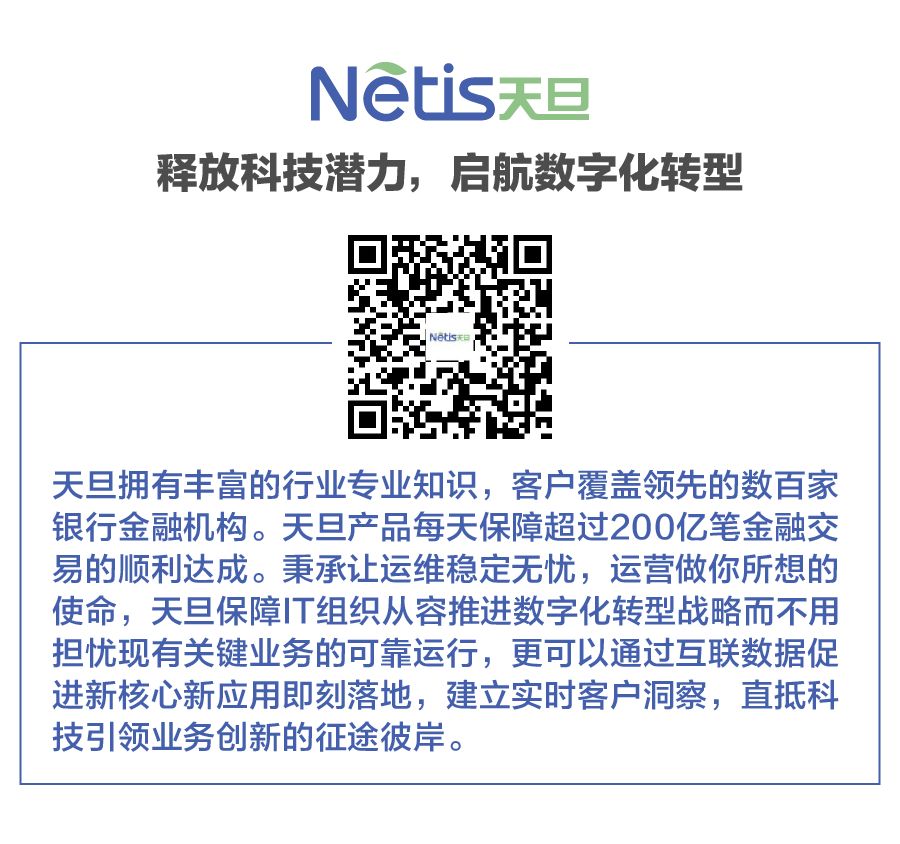 Netis天旦
释放科技潜力，启航数字化转型
Netis天旦
天旦拥有丰富的行业专业知识，客户覆盖领先的数百家
银行金融机构。天旦产品每天保障超过200亿笔金融交
易的顺利达成。秉承让运维稳定无忧，运营做你所想的
使命，天旦保障IT组织从容推进数字化转型战略而不用
担忧现有关键业务的可靠运行，更可以通过互联数据促
进新核心新应用即刻落地，建立实时客户洞察，直抵科
技引领业务创新的征途彼岸。